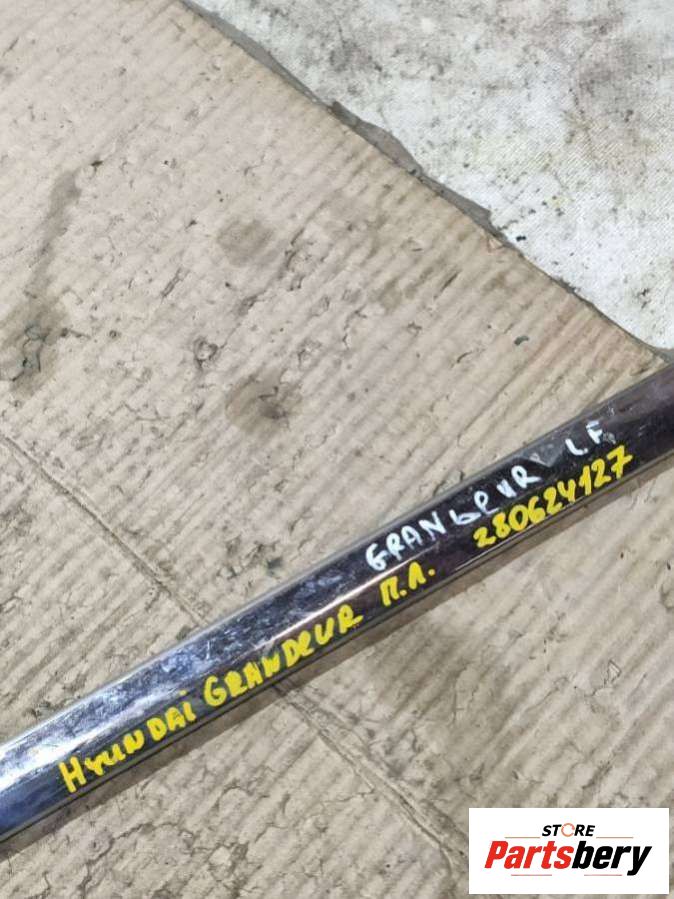 GRANDEUR LF
HYUNDAI GRANDEUR П.Л. 280624127
STORE
Partsbery